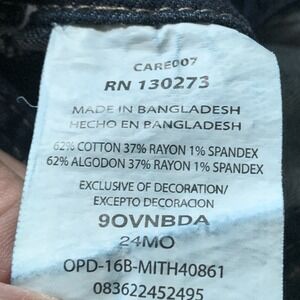 CARE007
RN 130273
MADE IN BANGLADESH
HECHO EN BANGLADESH
62% COTTON 37% RAYON 1% SPANDEX
62% ALGODON 37% RAYON 1% SPANDEX
EXCLUSIVE OF DECORATION/
EXCEPTO DECORACION
9OVNBDA
24MO
OPD-16B-MITH40861
083622452495